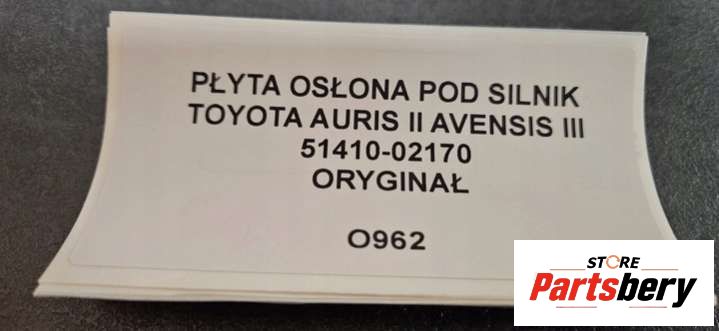 PŁYTA OSŁONA POD SILNIK
TOYOTA AURIS II AVENSIS III
51410-02170
ORYGINAŁ
O962
STORE
Partsbery